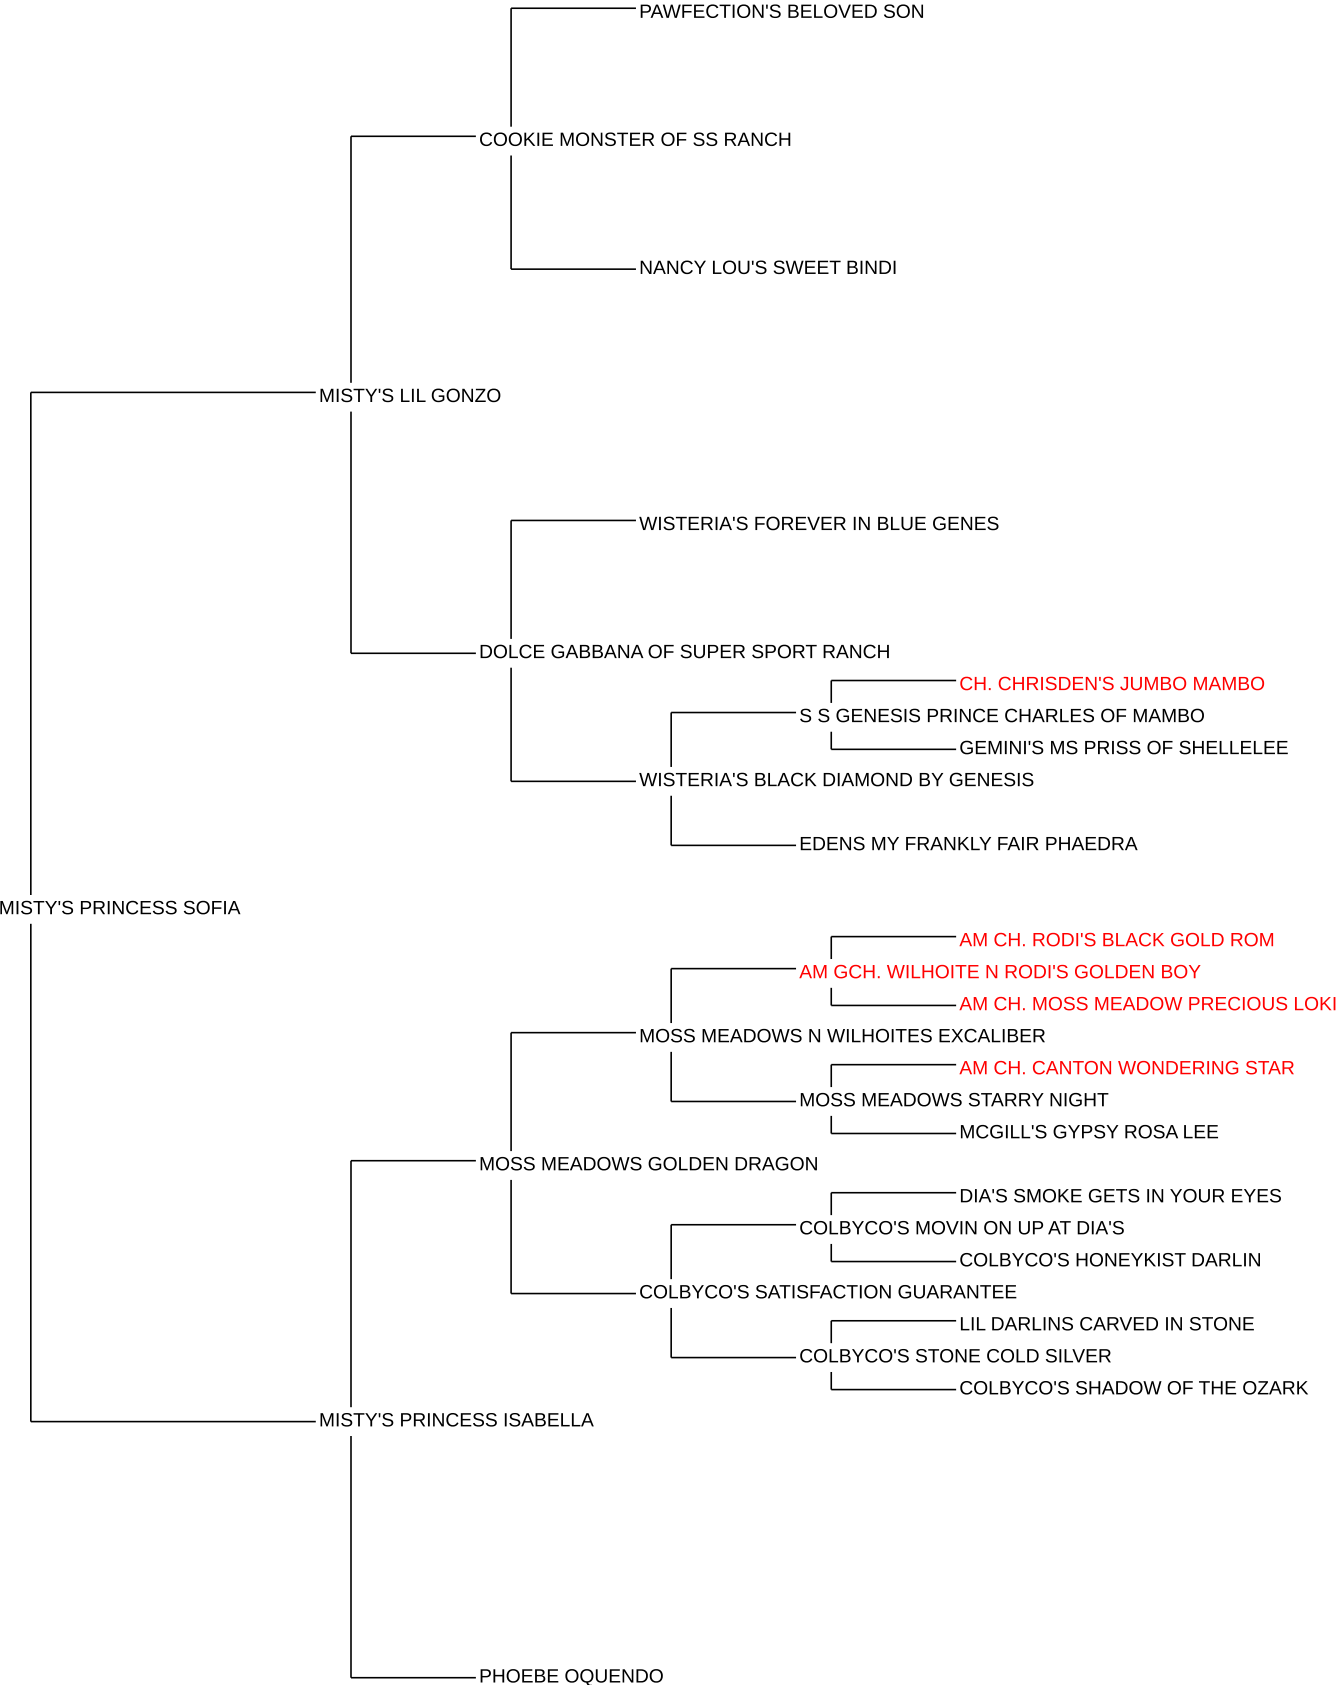 PAWFECTION'S BELOVED SON
COOKIE MONSTER OF SS RANCH
NANCY LOU'S SWEET BINDI
MISTY'S LIL GONZO
WISTERIA'S FOREVER IN BLUE GENES
DOLCE GABBANA OF SUPER SPORT RANCH
CH. CHRISDEN'S JUMBO MAMBO
S S GENESIS PRINCE CHARLES OF MAMBO
GEMINI'S MS PRISS OF SHELLELEE
WISTERIA'S BLACK DIAMOND BY GENESIS
EDENS MY FRANKLY FAIR PHAEDRA
MISTY'S PRINCESS SOFIA
AM CH. RODI'S BLACK GOLD ROM
AM GCH. WILHOITE N RODI'S GOLDEN BOY
AM CH. MOSS MEADOW PRECIOUS LOKI
MOSS MEADOWS N WILHOITES EXCALIBER
AM CH. CANTON WONDERING STAR
MOSS MEADOWS STARRY NIGHT
MCGILL'S GYPSY ROSA LEE
MOSS MEADOWS GOLDEN DRAGON
DIA'S SMOKE GETS IN YOUR EYES
COLBYCO'S MOVIN ON UP AT DIA'S
COLBYCO'S HONEYKIST DARLIN
COLBYCO'S SATISFACTION GUARANTEE
LIL DARLINS CARVED IN STONE
COLBYCO'S STONE COLD SILVER
COLBYCO'S SHADOW OF THE OZARK
MISTY'S PRINCESS ISABELLA
PHOEBE OQUENDO